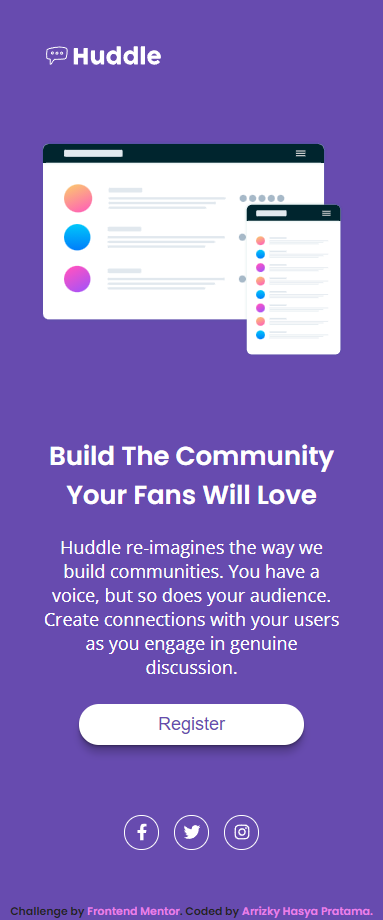 Huddle
Build The Community
Your Fans Will Love
Huddle re-imagines the way we
build communities. You have a
voice, but so does your audience.
Create connections with your users
as you engage in genuine
discussion.
Register
Challenge by Frontend Mentor. Coded by Arrizky Hasya Pratama.